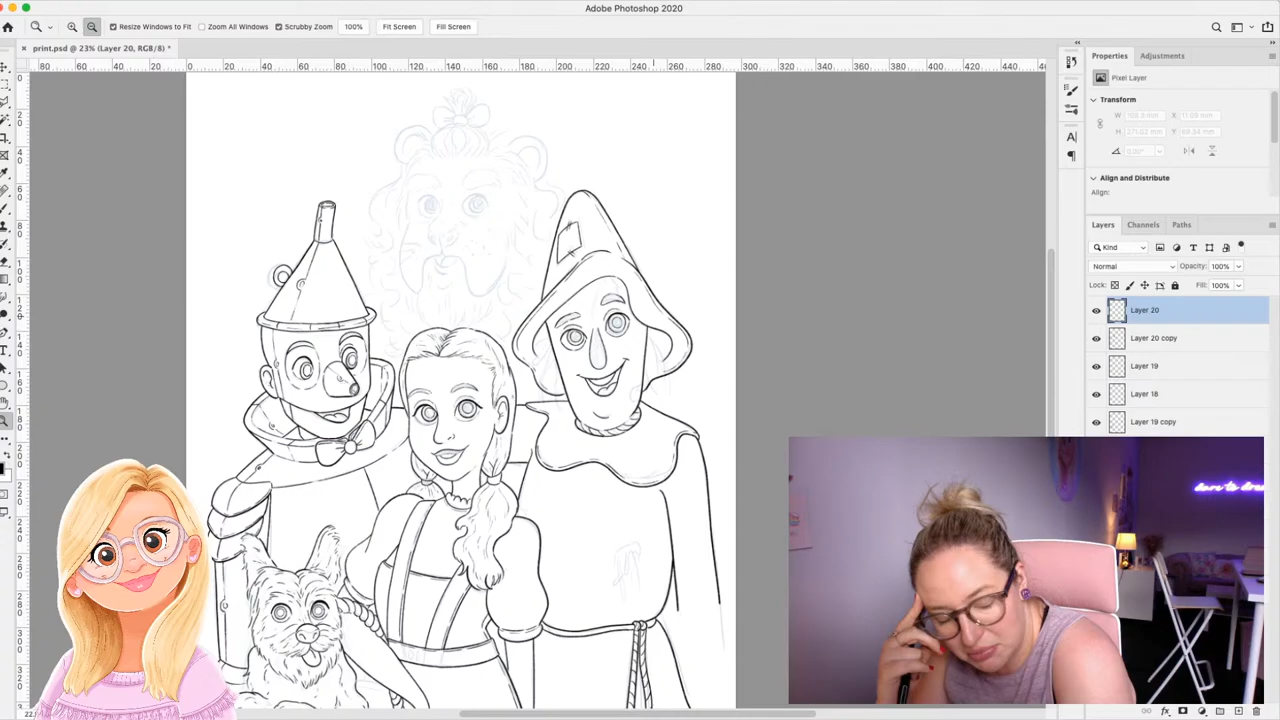 Adobe Photoshop 2020
Resize Windows to Fit
Zoom All Windows
Scrubby Zoom
100%
Fit Screen
Fill Screen
print.psd @ 23% (Layer 20, RGB/8) *
80 60 40 20 0 20 40 60 80 100 120 140 160 180 200 220 240 260 280 300 320 340 360 380 400 420 440
Properties
Adjustments
Pixel Layer
Transform
W
X
H
Y
Align and Distribute
Align:
Layers
Channels
Paths
Kind
Normal
Opacity: 100%
Lock:
Fill: 100%
Layer 20
Layer 20 copy
Layer 19
Layer 18
Layer 19 copy